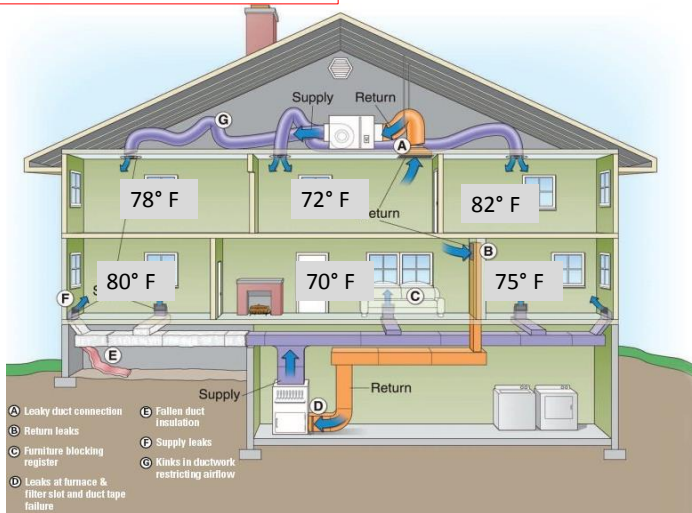 Supply
Return
G
A
78° F
72° F
82° F
B
80° F
70° F
75° F
F
C
E
Supply
Return
D
A Leaky duct connection
B Return leaks
C Furniture blocking
register
D Leaks at furnace &
filter slot and duct tape
failure
E Fallen duct
insulation
F Supply leaks
G Kinks in ductwork
restricting airflow